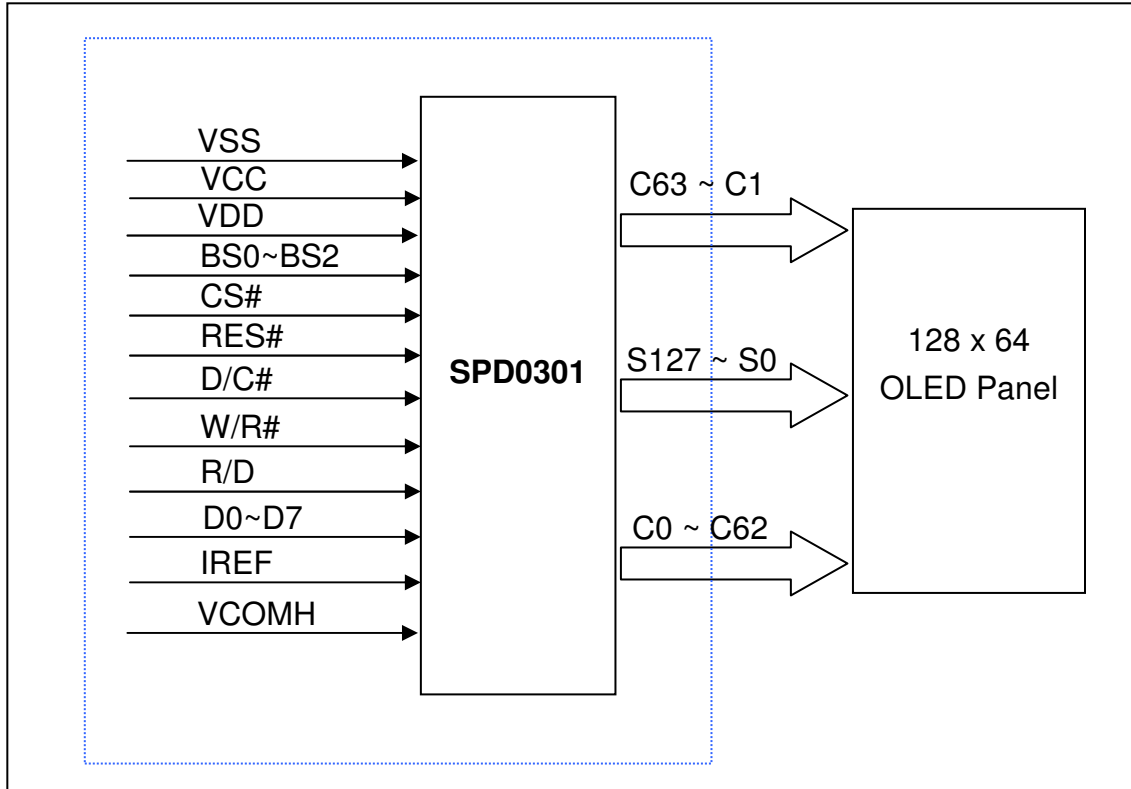 VSS
VCC
VDD
BS0~BS2
CS#
RES#
D/C#
W/R#
R/D
D0~D7
IREF
VCOMH
SPD0301
C63 ~ C1
S127 ~ S0
C0 ~ C62
128 x 64
OLED Panel